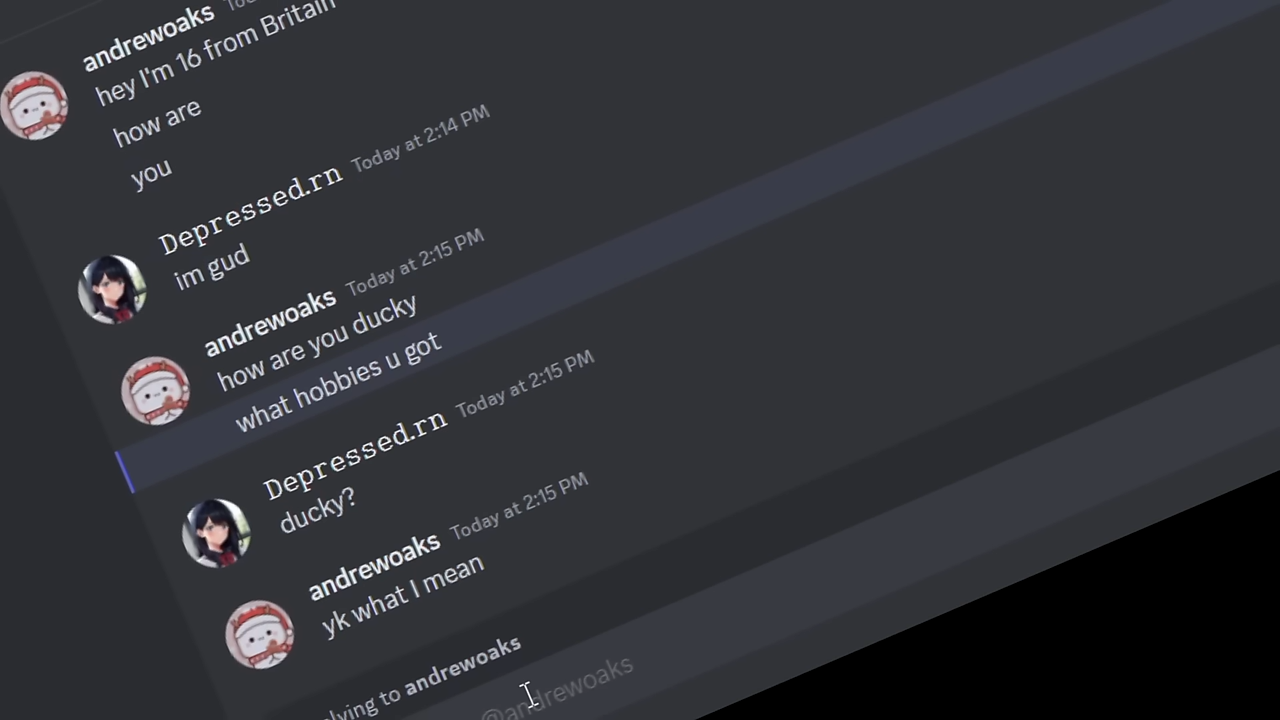 andrewoaks
hey I'm 16 from Britain
how are
you
Depressed.rn Today at 2:14 PM
im gud
andrewoaks Today at 2:15 PM
how are you ducky
what hobbies u got
Depressed.rn Today at 2:15 PM
ducky?
andrewoaks Today at 2:15 PM
yk what I mean
to andrewoaks
@andrewoaks